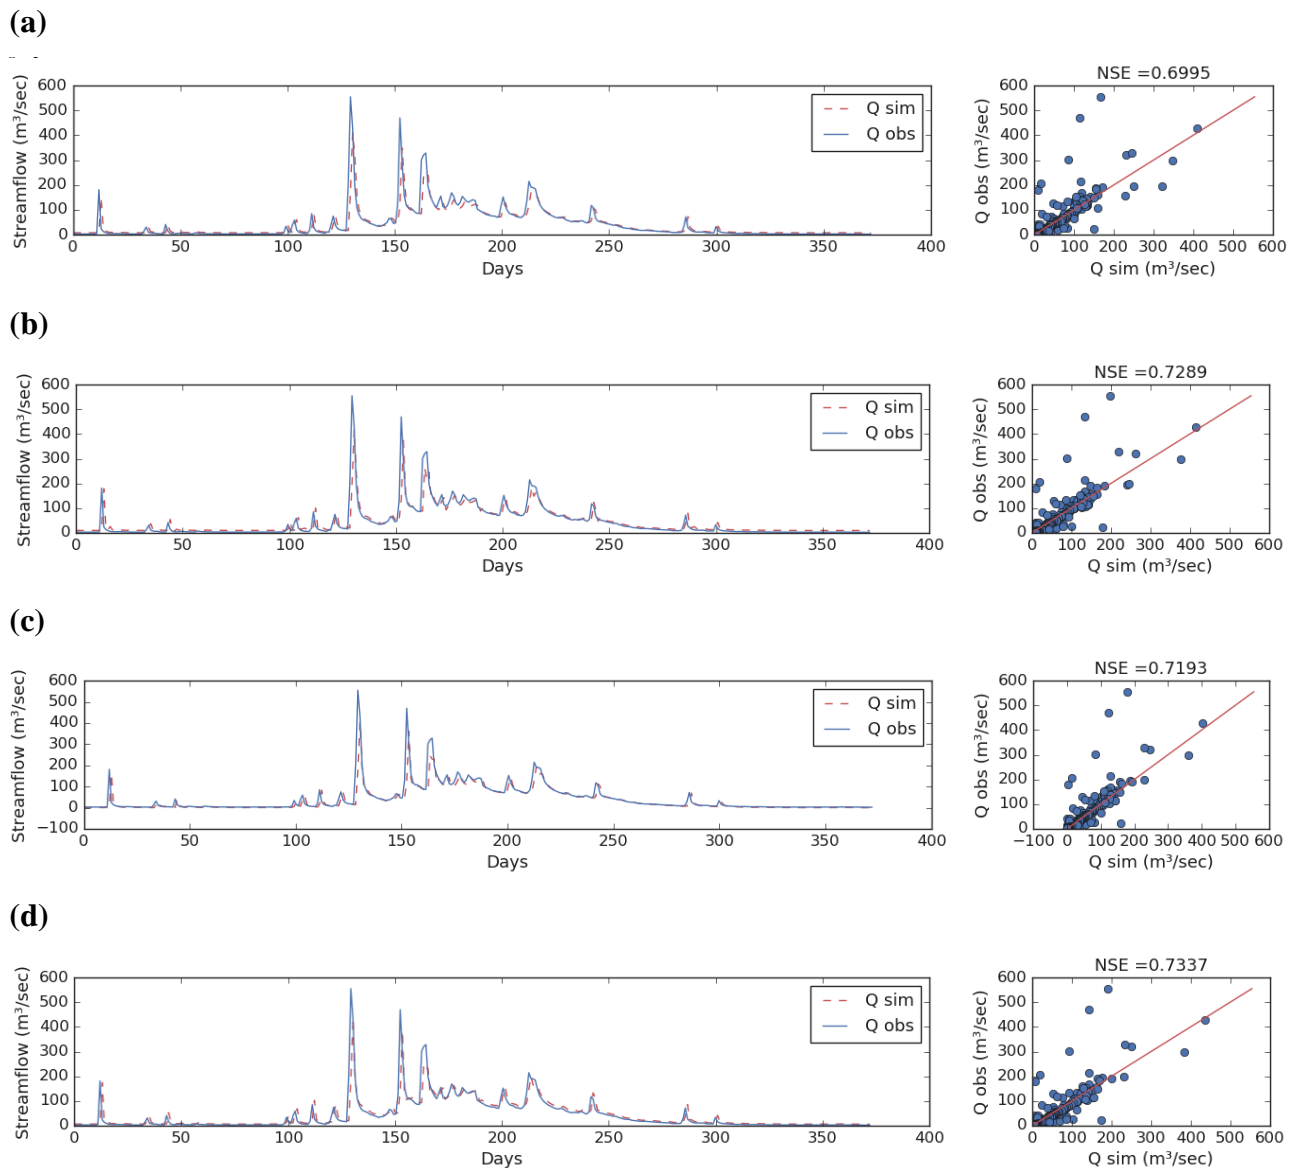 (a)
NSE =0.6995
Streamflow (m³/sec)
600
500
400
300
200
100
0
Q sim
Q obs
0 50 100 150 200 250 300 350 400
Days
Q obs (m³/sec)
600
500
400
300
200
100
0
0 100 200 300 400 500 600
Q sim (m³/sec)
(b)
NSE =0.7289
Streamflow (m³/sec)
600
500
400
300
200
100
0
Q sim
Q obs
0 50 100 150 200 250 300 350 400
Days
Q obs (m³/sec)
600
500
400
300
200
100
0
0 100 200 300 400 500 600
Q sim (m³/sec)
(c)
NSE =0.7193
Streamflow (m³/sec)
600
500
400
300
200
100
0
−100
Q sim
Q obs
0 50 100 150 200 250 300 350 400
Days
Q obs (m³/sec)
600
500
400
300
200
100
0
−100 0 100 200 300 400 500 600
Q sim (m³/sec)
(d)
NSE =0.7337
Streamflow (m³/sec)
600
500
400
300
200
100
0
Q sim
Q obs
0 50 100 150 200 250 300 350 400
Days
Q obs (m³/sec)
600
500
400
300
200
100
0
0 100 200 300 400 500 600
Q sim (m³/sec)